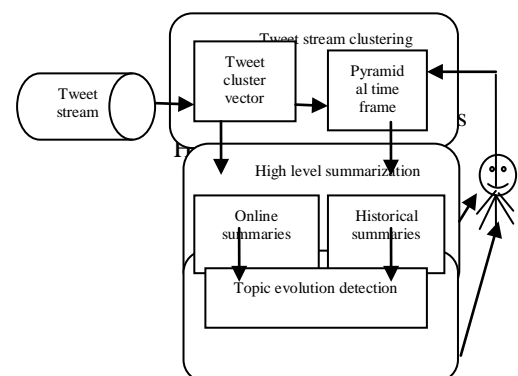 Tweet stream clustering
Tweet
cluster
vector
Pyramid
al time
frame
Tweet
stream
s
High level summarization
Online
summaries
Historical
summaries
Topic evolution detection